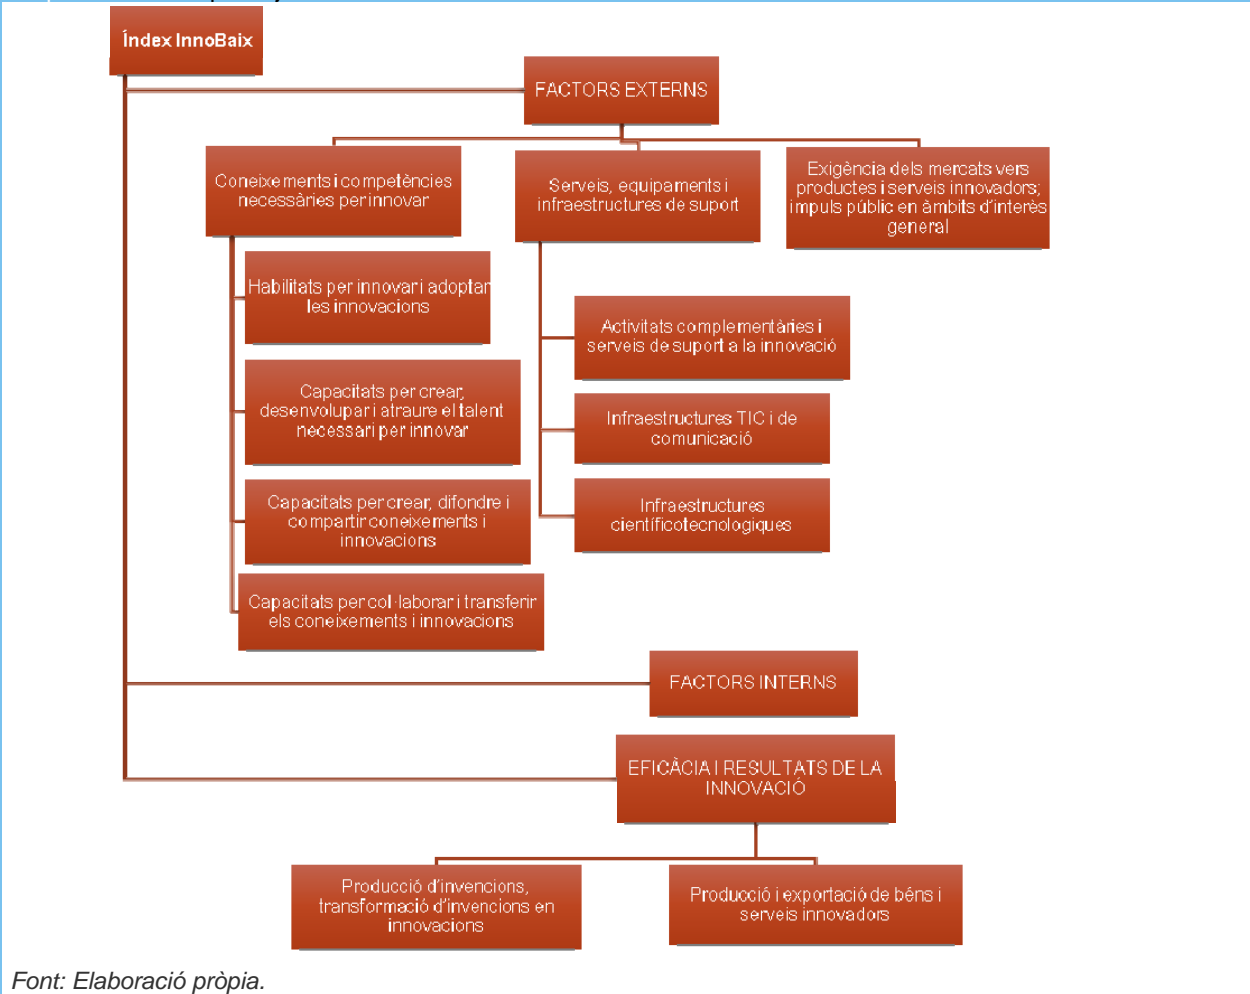 Índex InnoBaix
FACTORS EXTERNS
Coneixements i competències
necessàries per innovar
Habilitats per innovar i adoptar
les innovacions
Capacitats per crear,
desenvolupar i atraure el talent
necessari per innovar
Capacitats per crear, difondre i
compartir coneixements i
innovacions
Capacitats per col·laborar i transferir
els coneixements i innovacions
Serveis, equipaments i
infraestructures de suport
Activitats complementàries i
serveis de suport a la innovació
Infraestructures TIC i de
comunicació
Infraestructures
científicotecnologiques
Exigència dels mercats vers
productes i serveis innovadors;
impuls públic en àmbits d'interès
general
FACTORS INTERNS
EFICÀCIA I RESULTATS DE LA
INNOVACIÓ
Producció d'invencions,
transformació d'invencions en
innovacions
Producció i exportació de béns i
serveis innovadors
Font: Elaboració pròpia.